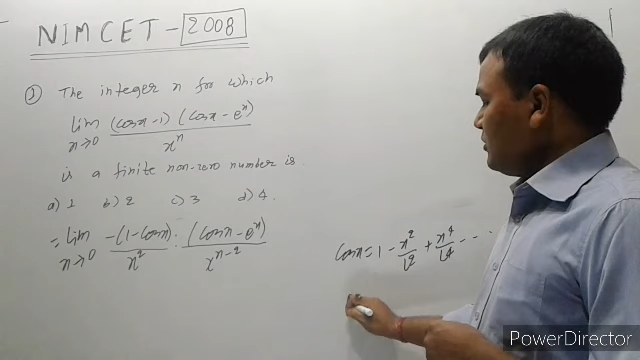 NIMCET - 2008
① The integer n for which
lim x→0 (cosx-1) (cosx-e^x) / x^n
is a finite non-zero number is.
a) 1 b) 2 c) 3 d) 4.
= lim x→0 -(1-cosx) / x^2 . (cosx-e^x) / x^(n-2)
cosx = 1 - x^2/⌊2 + x^4/⌊4 - - .
PowerDirector